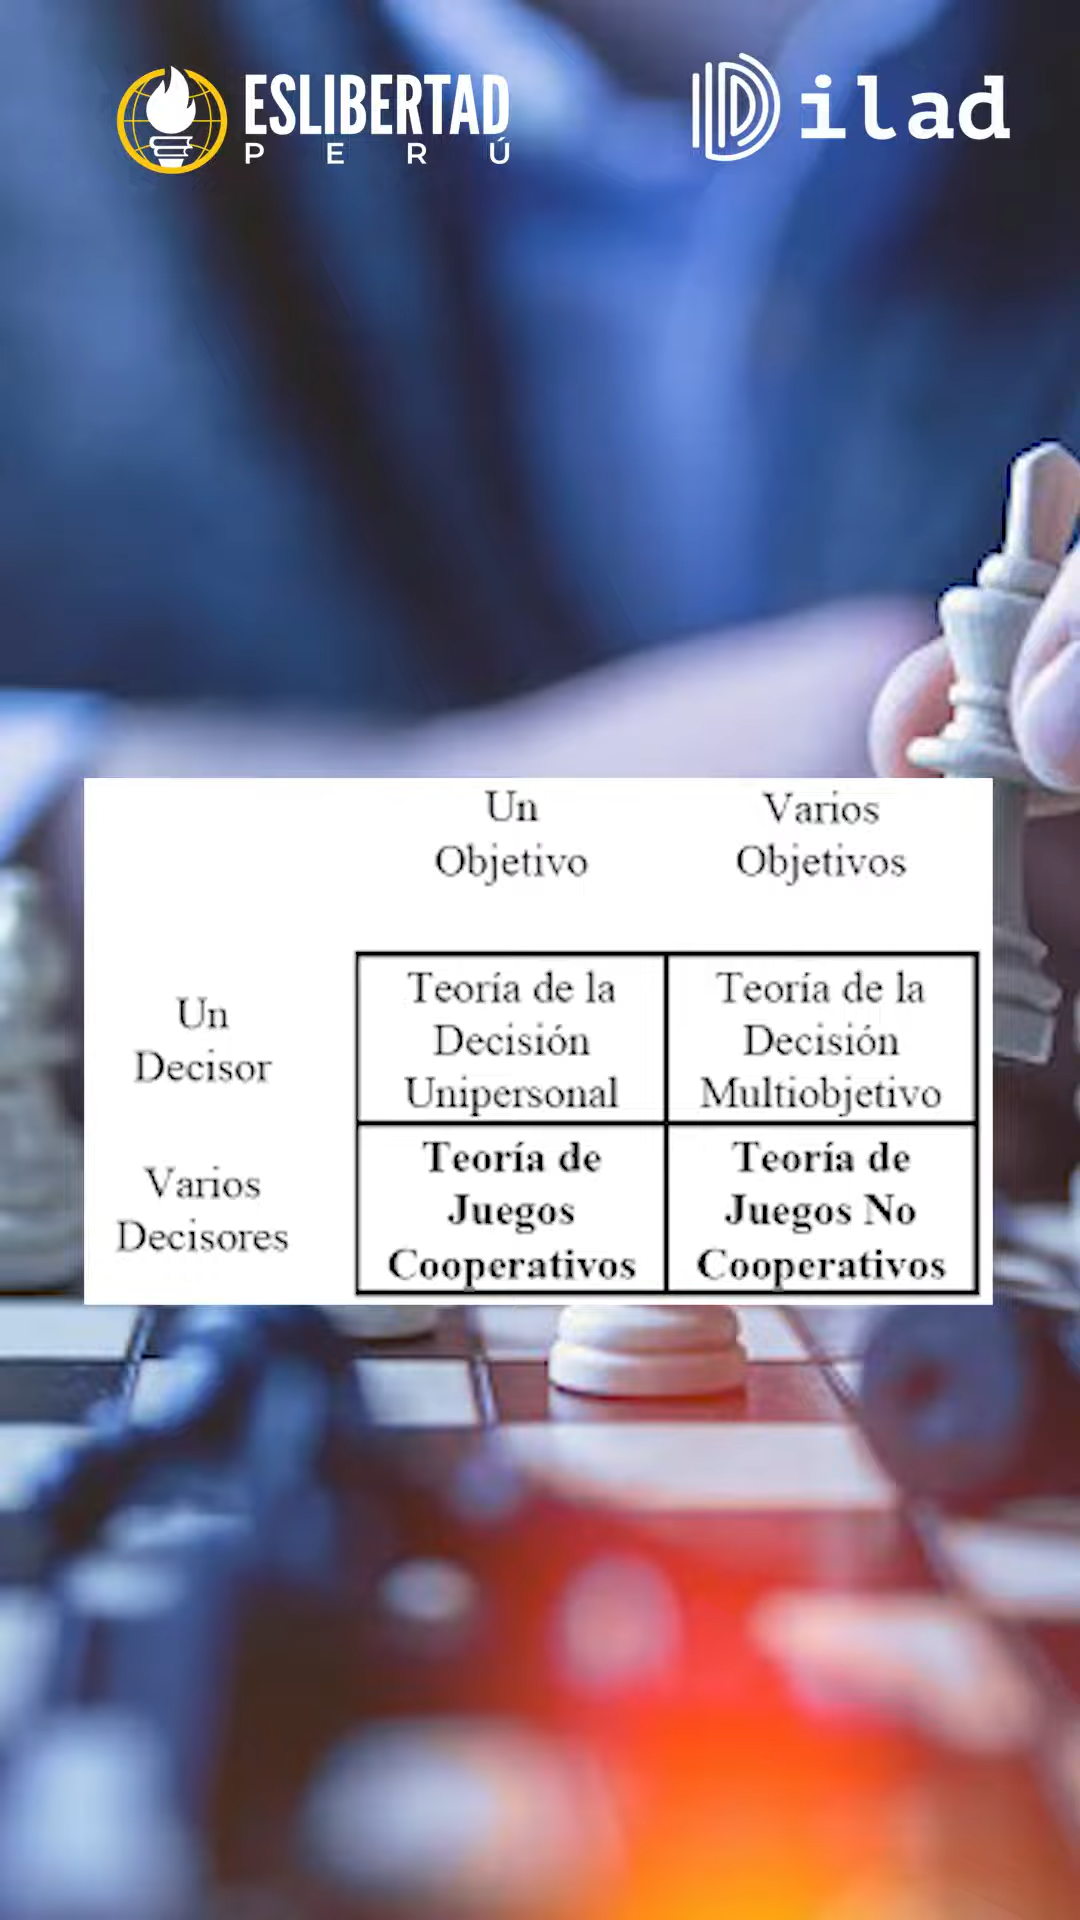 ESLIBERTAD
PERÚ
ilad
Un
Objetivo
Varios
Objetivos
Un
Decisor
Teoría de la
Decisión
Unipersonal
Teoría de la
Decisión
Multiobjetivo
Varios
Decisores
Teoría de
Juegos
Cooperativos
Teoría de
Juegos No
Cooperativos